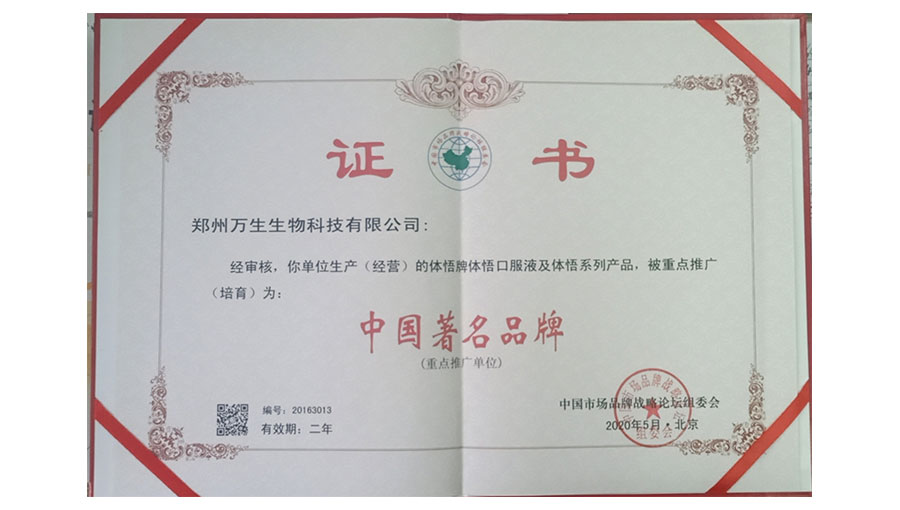 证 书
郑州万生生物科技有限公司:
经审核，你单位生产（经营）的体悟牌体悟口服液及体悟系列产品，被重点推广
（培育）为：
中国著名品牌
(重点推广单位)
编号: 20163013
有效期: 二年
中国市场品牌战略论坛组委会
2020年5月·北京
组委会